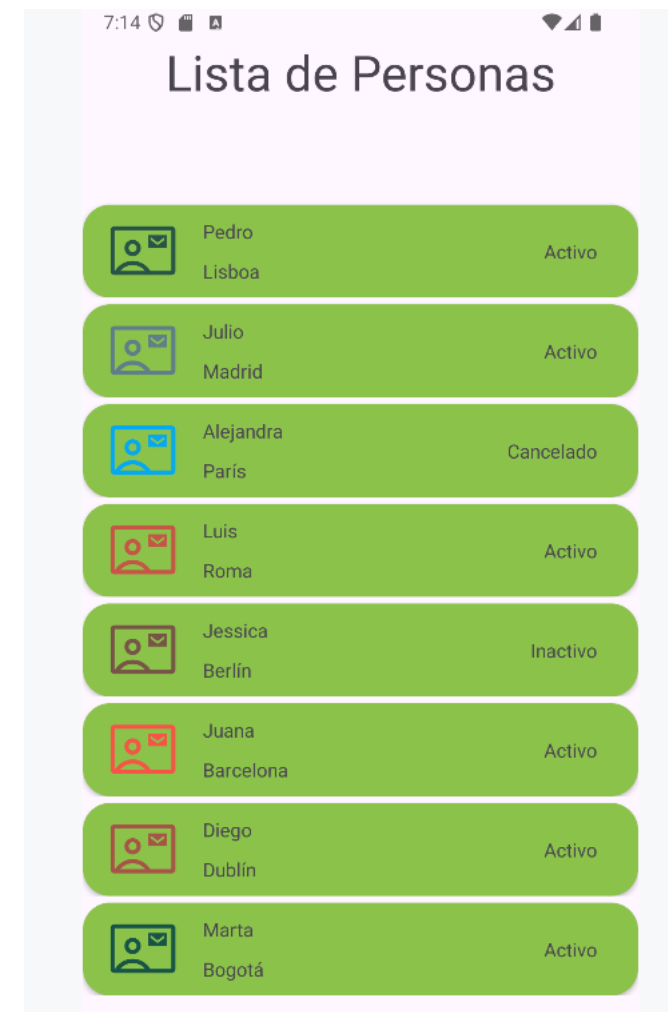 7:14
A
Lista de Personas
Pedro
Lisboa
Activo
Julio
Madrid
Activo
Alejandra
París
Cancelado
Luis
Roma
Activo
Jessica
Berlín
Inactivo
Juana
Barcelona
Activo
Diego
Dublín
Activo
Marta
Bogotá
Activo